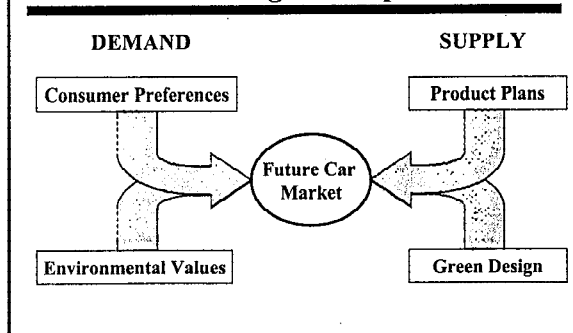 DEMAND
SUPPLY
Consumer Preferences
Product Plans
Future Car
Market
Environmental Values
Green Design